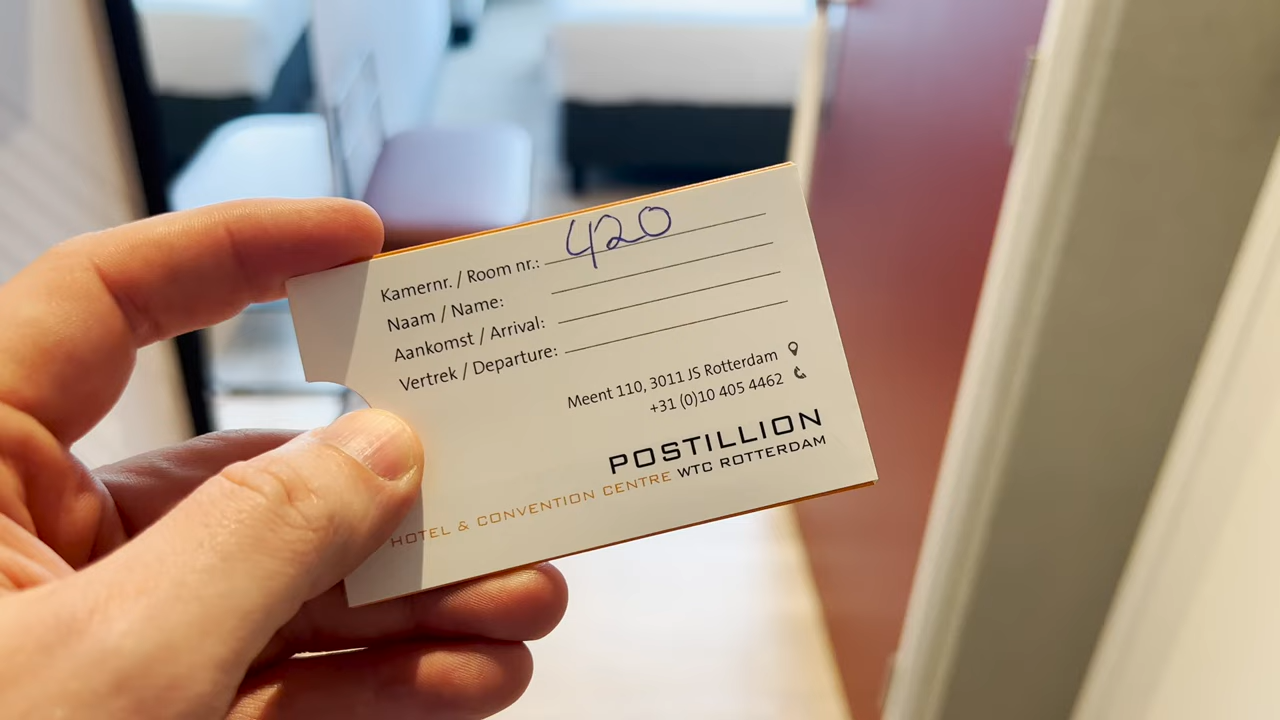 Kamernr. / Room nr.: 420
Naam / Name:
Aankomst / Arrival:
Vertrek / Departure:
Meent 110, 3011 JS Rotterdam
+31 (0)10 405 4462
POSTILLION
HOTEL & CONVENTION CENTRE WTC ROTTERDAM